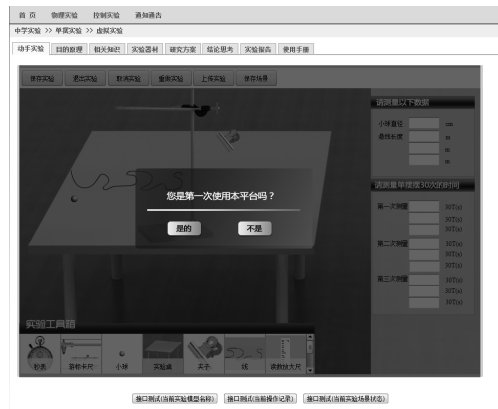 首 页 物理实验 控制实验 通知通告
中学实验 >> 单摆实验 >> 虚拟实验
动手实验 目的原理 相关知识 实验器材 研究方案 结论思考 实验报告 使用手册
保存实验 退出实验 取消实验 重做实验 上传实验 保存场景
请测量以下数据
小球直径 cm
悬线长度 m
m
m
您是第一次使用本平台吗？
是的 不是
请测量单摆摆30次的时间
第一次测量 30T(s)
30T(s)
30T(s)
第二次测量 30T(s)
30T(s)
30T(s)
第三次测量 30T(s)
30T(s)
30T(s)
实验工具箱
秒表 游标卡尺 小球 实验桌 夹子 线 读数放大尺
接口测试(当前实验模型名称) 接口测试(当前操作记录) 接口测试(当前实验场景状态)